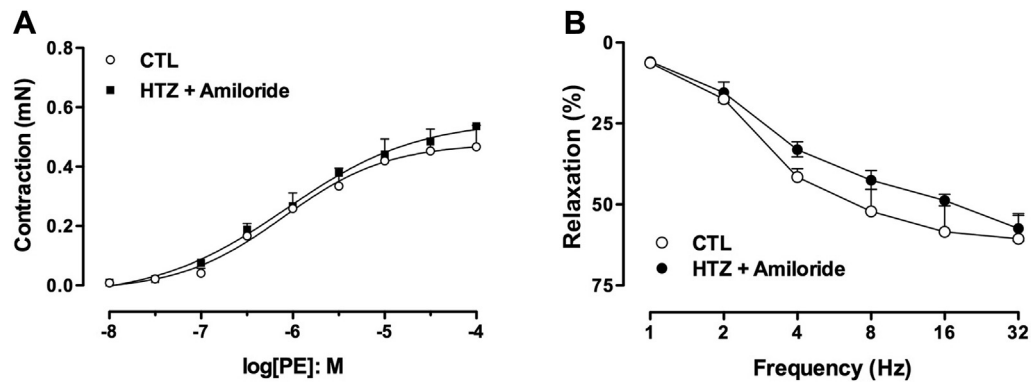 A
CTL
HTZ + Amiloride
Contraction (mN)
0.8
0.6
0.4
0.2
0.0
-8 -7 -6 -5 -4
log[PE]: M
B
Relaxation (%)
0
25
50
75
CTL
HTZ + Amiloride
1 2 4 8 16 32
Frequency (Hz)